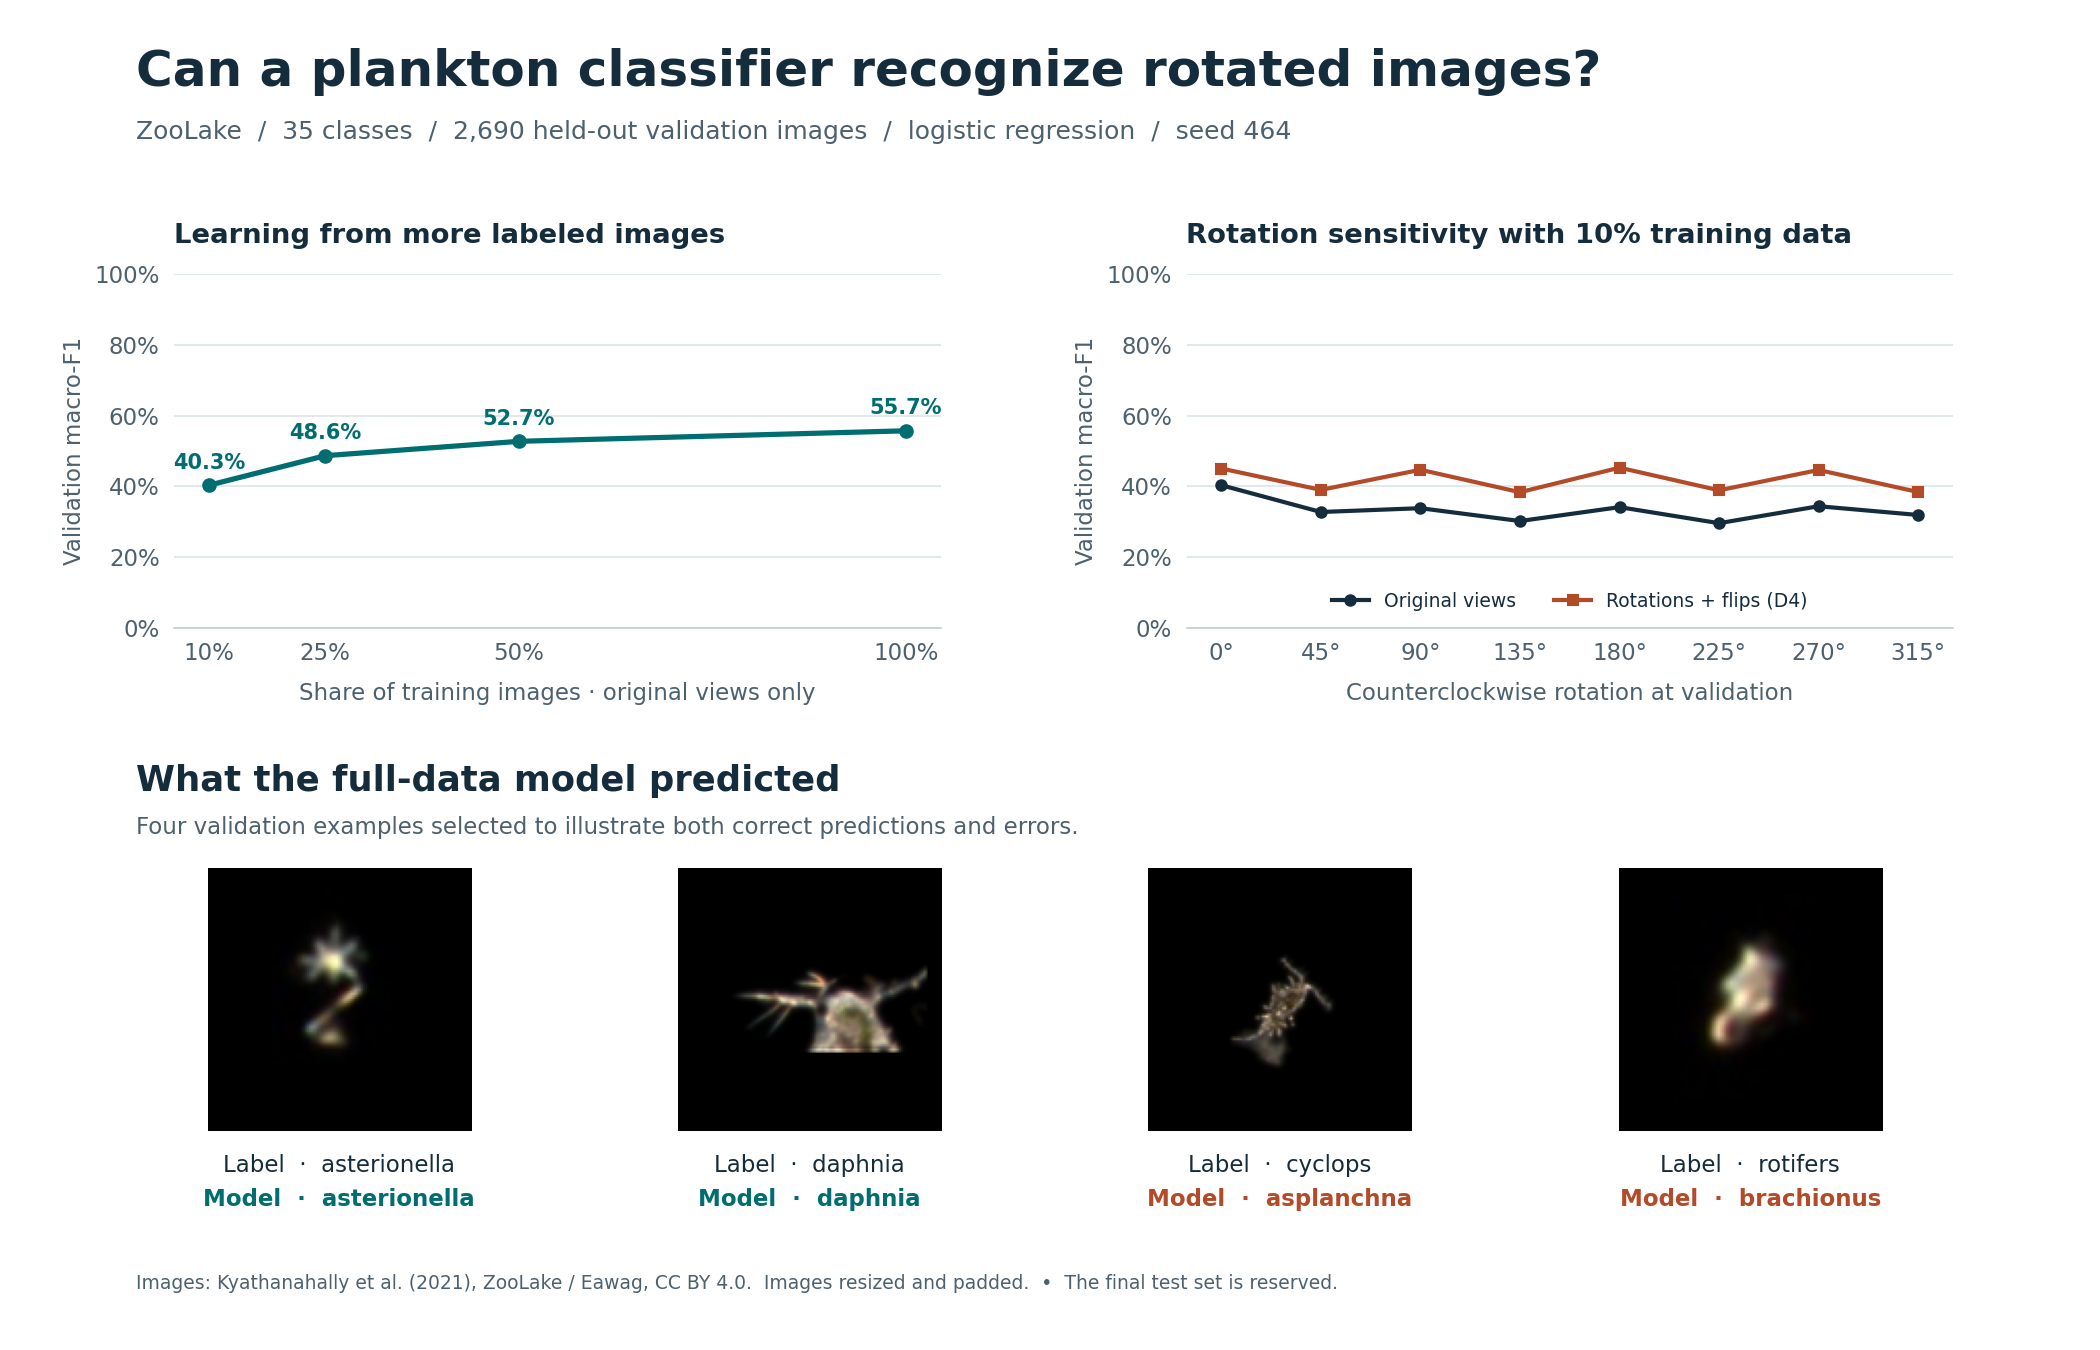 Can a plankton classifier recognize rotated images?
ZooLake / 35 classes / 2,690 held-out validation images / logistic regression / seed 464
Learning from more labeled images
100%
80%
60%
40%
20%
0%
Validation macro-F1
40.3%
48.6%
52.7%
55.7%
10% 25% 50% 100%
Share of training images · original views only
Rotation sensitivity with 10% training data
100%
80%
60%
40%
20%
0%
Validation macro-F1
Original views
Rotations + flips (D4)
0° 45° 90° 135° 180° 225° 270° 315°
Counterclockwise rotation at validation
What the full-data model predicted
Four validation examples selected to illustrate both correct predictions and errors.
Label · asterionella
Model · asterionella
Label · daphnia
Model · daphnia
Label · cyclops
Model · asplanchna
Label · rotifers
Model · brachionus
Images: Kyathanahally et al. (2021), ZooLake / Eawag, CC BY 4.0. Images resized and padded. • The final test set is reserved.